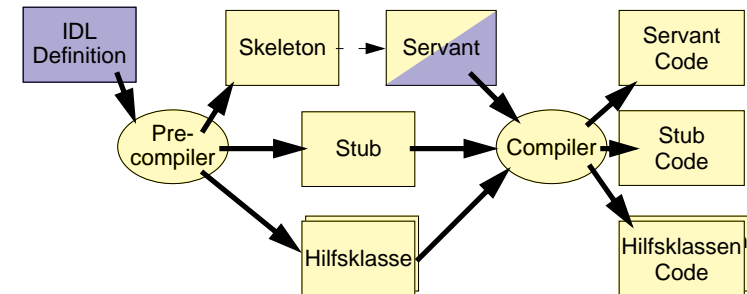 IDL
Definition
Skeleton
Servant
Servant
Code
Pre-
compiler
Stub
Compiler
Stub
Code
Hilfsklasse
Hilfsklassen
Code